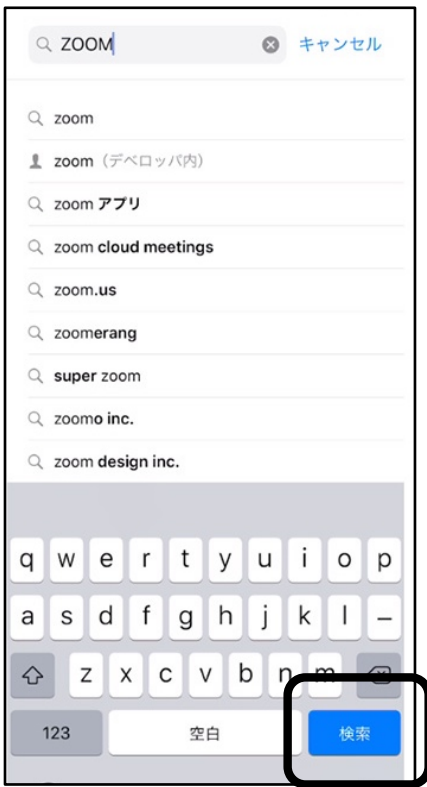 ZOOM キャンセル
zoom
zoom（デベロッパ内）
zoom アプリ
zoom cloud meetings
zoom.us
zoomerang
super zoom
zoomo inc.
zoom design inc.
q w e r t y u i o p
a s d f g h j k l –
z x c v b n m
123 空白 検索